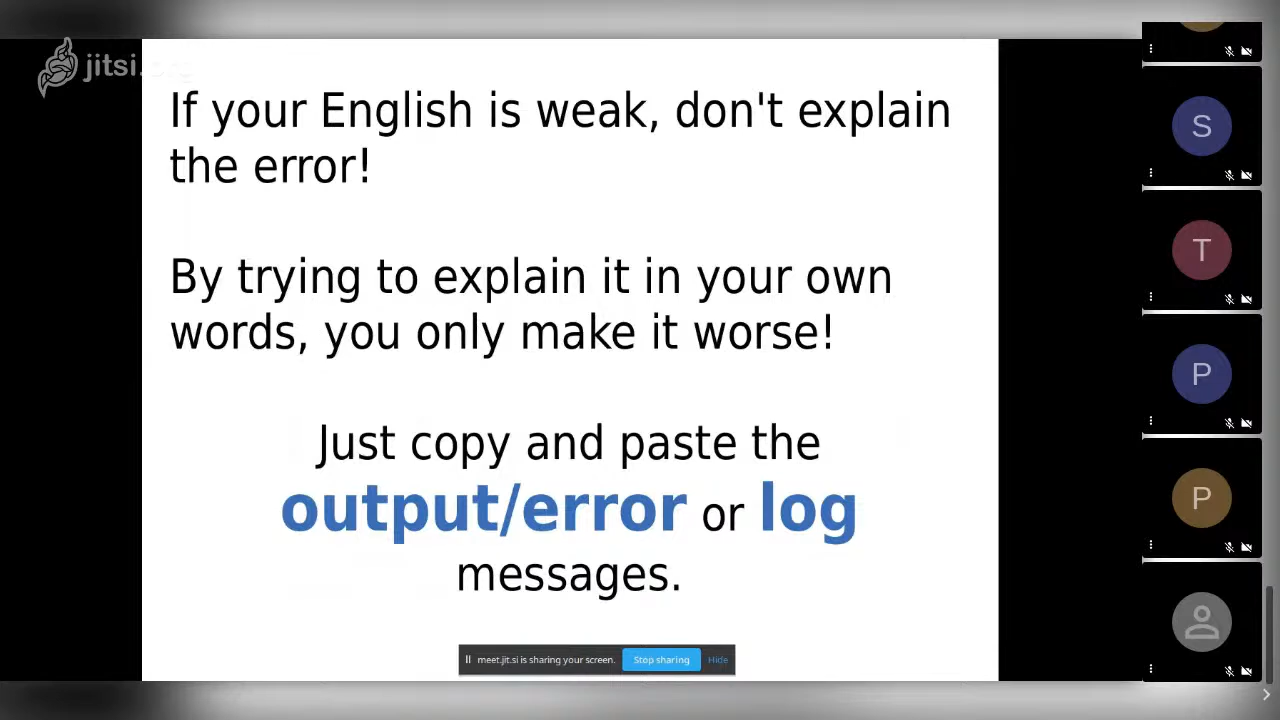 jitsi.org
If your English is weak, don't explain
the error!
By trying to explain it in your own
words, you only make it worse!
Just copy and paste the
output/error or log
messages.
meet.jit.si is sharing your screen. Stop sharing Hide
S
T
P
P